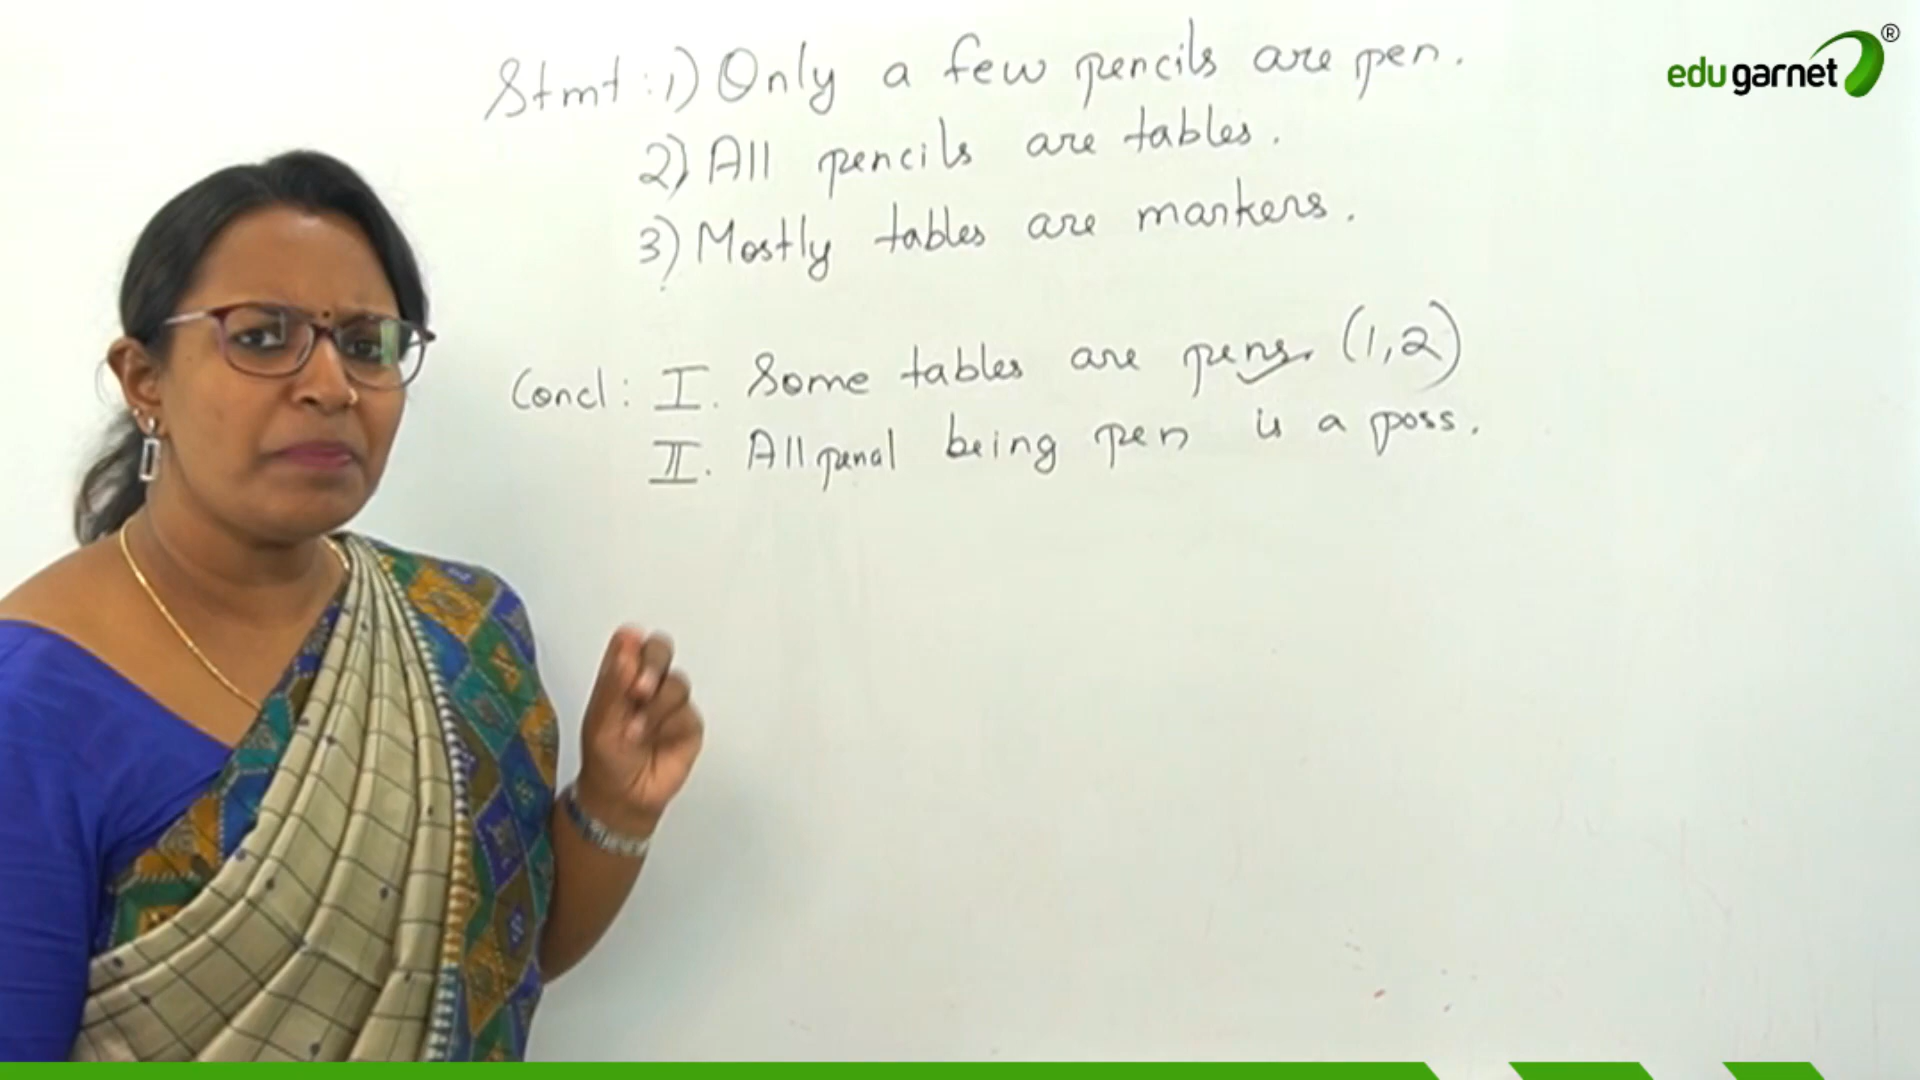 Stmt : 1) Only a few pencils are pen.
2) All pencils are tables.
3) Mostly tables are markers.
Concl : I. Some tables are pens. (1,2)
II. All penal being pen is a poss.
edugarnet ®